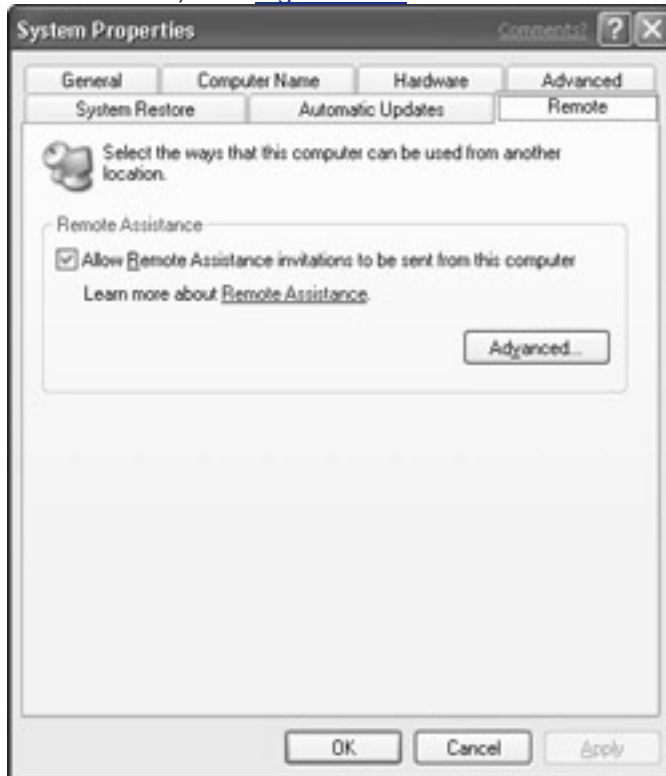 System Properties Comments?
General Computer Name Hardware Advanced
System Restore Automatic Updates Remote
Select the ways that this computer can be used from another
location.
Remote Assistance
Allow Remote Assistance invitations to be sent from this computer
Learn more about Remote Assistance.
Advanced...
OK Cancel Apply